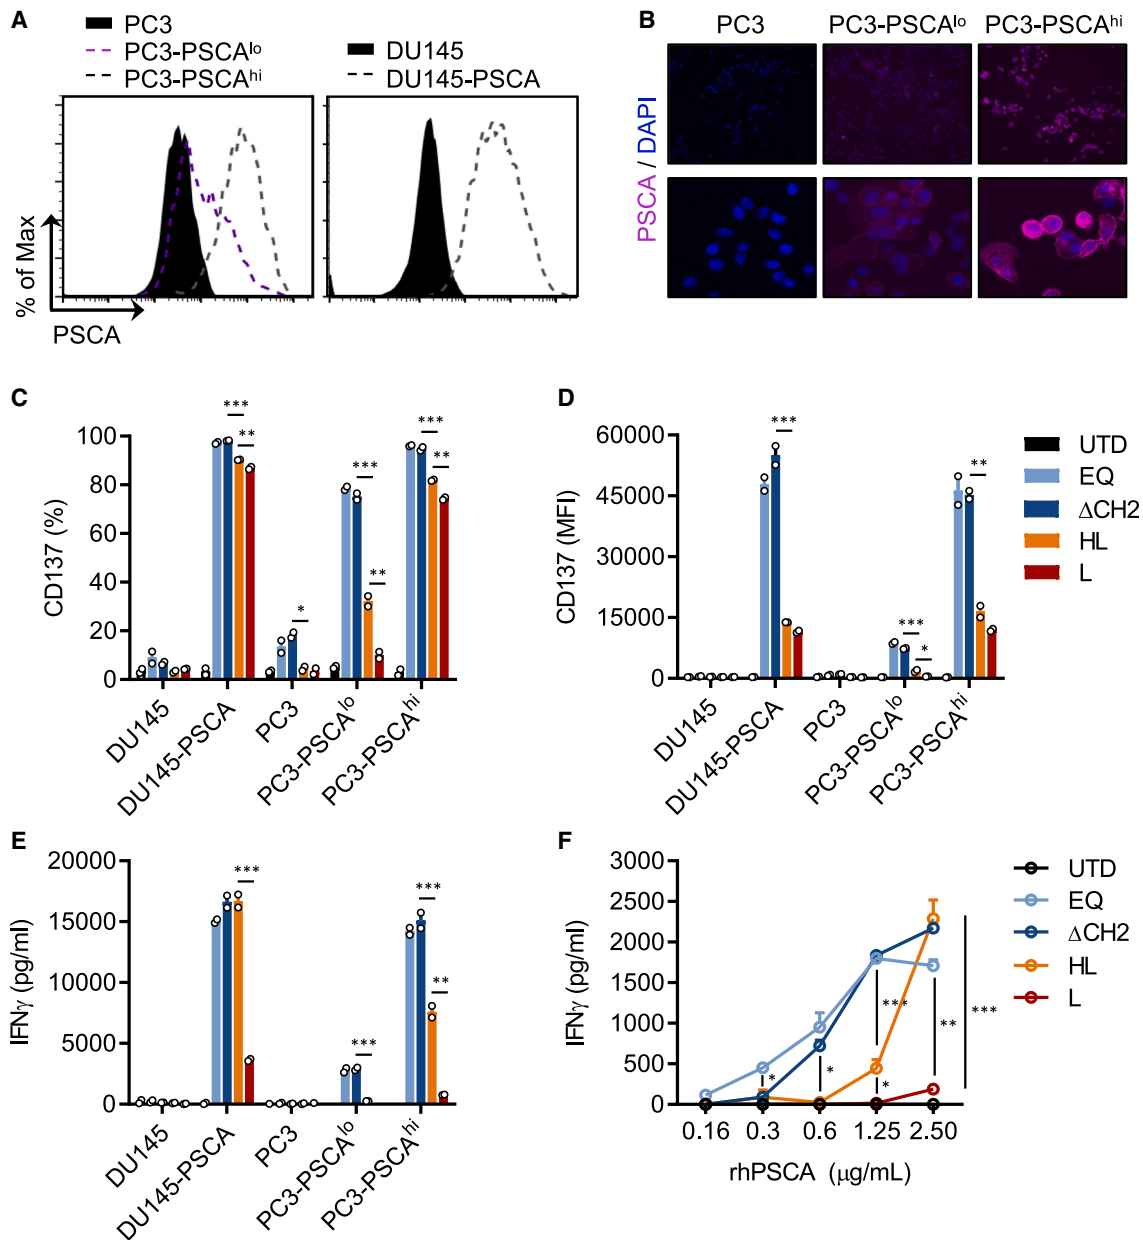 A
PC3
PC3-PSCAlo
PC3-PSCAhi
DU145
DU145-PSCA
% of Max
PSCA
B
PC3
PC3-PSCAlo
PC3-PSCAhi
PSCA / DAPI
C
CD137 (%)
100
80
60
40
20
0
***
**
*
***
**
***
**
DU145
DU145-PSCA
PC3
PC3-PSCAlo
PC3-PSCAhi
D
CD137 (MFI)
60000
45000
30000
15000
0
***
***
*
**
DU145
DU145-PSCA
PC3
PC3-PSCAlo
PC3-PSCAhi
UTD
EQ
ΔCH2
HL
L
E
IFNγ (pg/ml)
20000
15000
10000
5000
0
***
***
***
**
DU145
DU145-PSCA
PC3
PC3-PSCAlo
PC3-PSCAhi
F
IFNγ (pg/ml)
3000
2500
2000
1500
1000
500
0
*
*
***
*
**
***
0.16 0.3 0.6 1.25 2.50
rhPSCA (μg/mL)
UTD
EQ
ΔCH2
HL
L